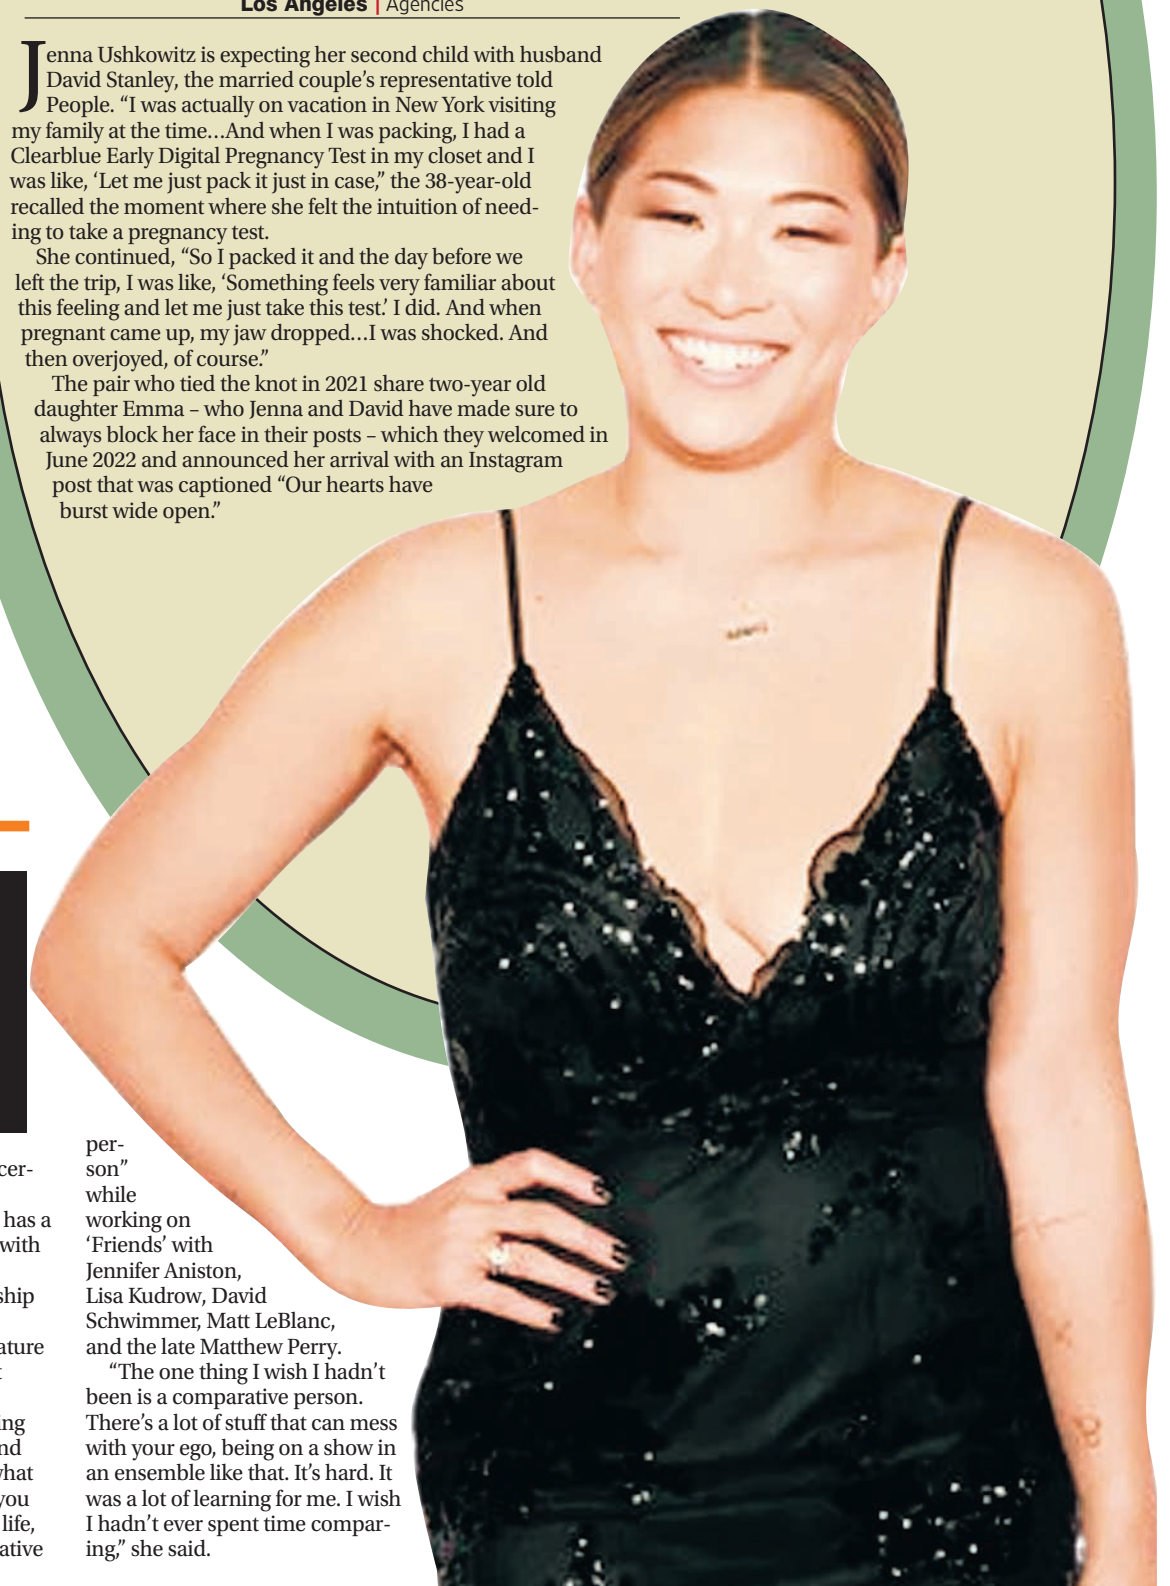 Los Angeles | Agencies
Jenna Ushkowitz is expecting her second child with husband
David Stanley, the married couple’s representative told
People. “I was actually on vacation in New York visiting
my family at the time...And when I was packing, I had a
Clearblue Early Digital Pregnancy Test in my closet and I
was like, ‘Let me just pack it just in case,” the 38-year-old
recalled the moment where she felt the intuition of need-
ing to take a pregnancy test.
She continued, “So I packed it and the day before we
left the trip, I was like, ‘Something feels very familiar about
this feeling and let me just take this test.’ I did. And when
pregnant came up, my jaw dropped...I was shocked. And
then overjoyed, of course.”
The pair who tied the knot in 2021 share two-year old
daughter Emma – who Jenna and David have made sure to
always block her face in their posts – which they welcomed in
June 2022 and announced her arrival with an Instagram
post that was captioned “Our hearts have
burst wide open.”
cer-
has a
with
ship
ature
ing
nd
what
you
life,
ative
per-
son”
while
working on
‘Friends’ with
Jennifer Aniston,
Lisa Kudrow, David
Schwimmer, Matt LeBlanc,
and the late Matthew Perry.
“The one thing I wish I hadn’t
been is a comparative person.
There’s a lot of stuff that can mess
with your ego, being on a show in
an ensemble like that. It’s hard. It
was a lot of learning for me. I wish
I hadn’t ever spent time compar-
ing,” she said.